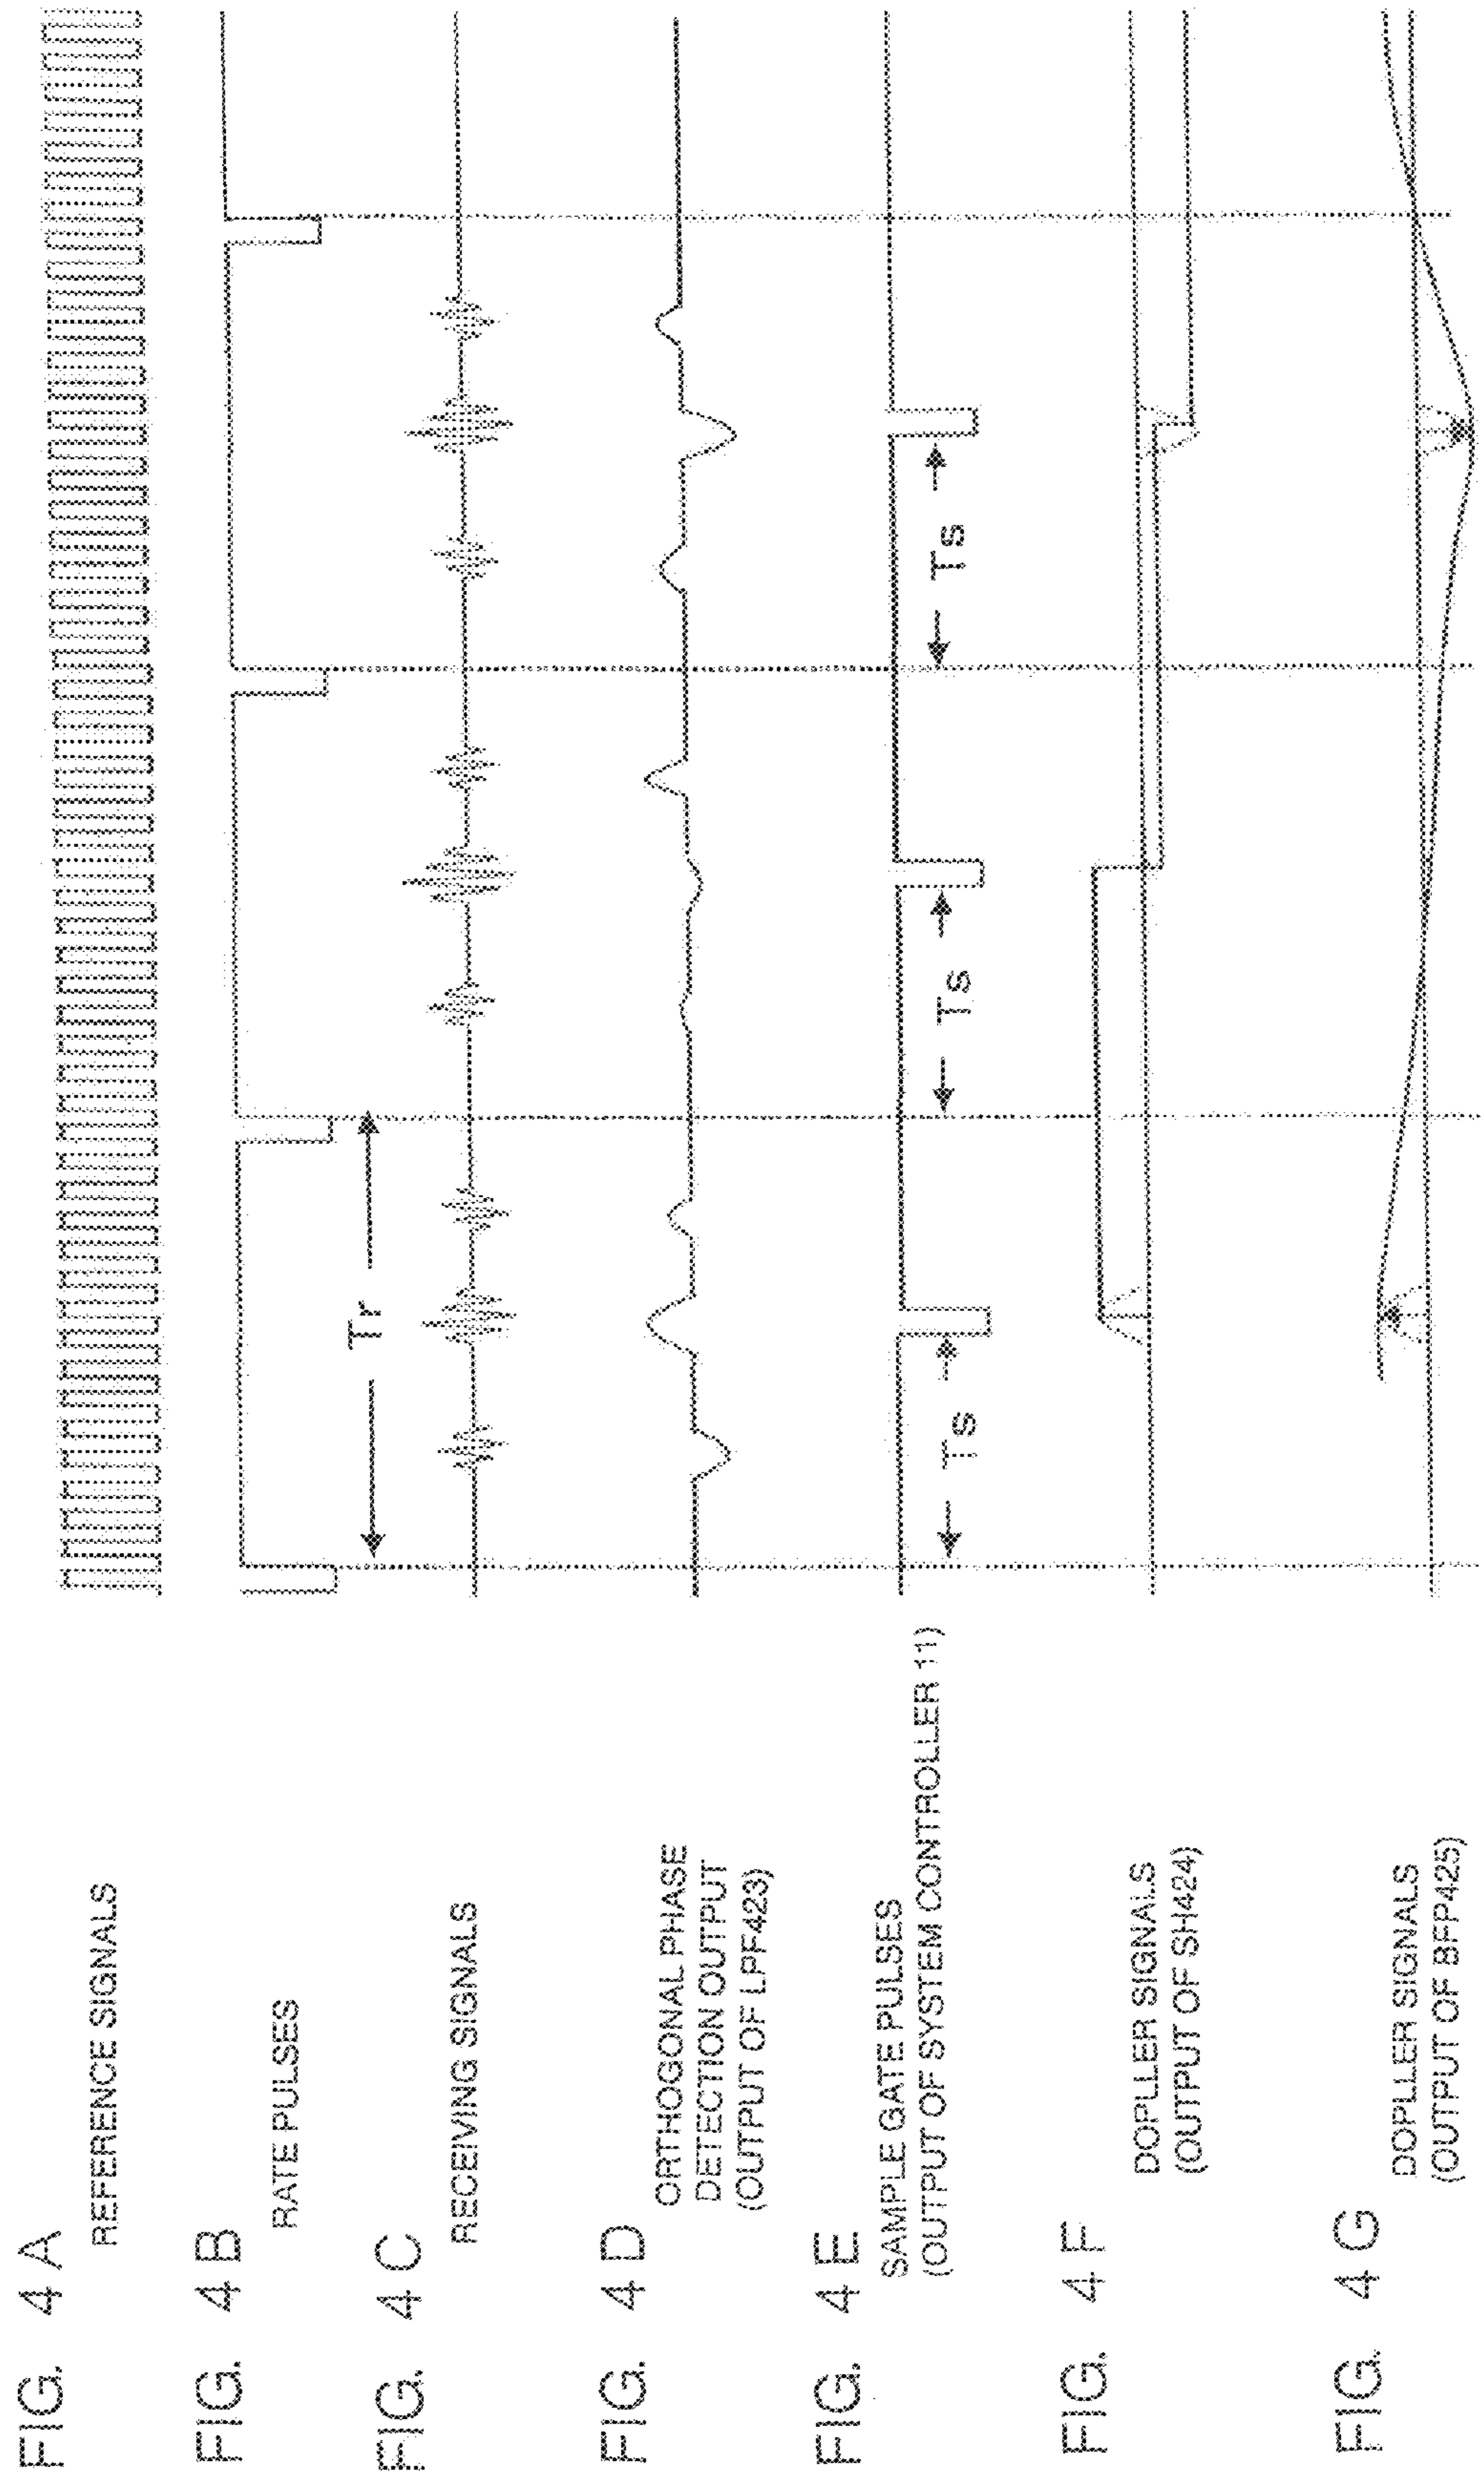 FIG. 4 A
REFERENCE SIGNALS
FIG. 4 B
RATE PULSES
Tr
FIG. 4 C
RECEIVING SIGNALS
FIG. 4 D
ORTHOGONAL PHASE
DETECTION OUTPUT
(OUTPUT OF LPF423)
FIG. 4 E
SAMPLE GATE PULSES
(OUTPUT OF SYSTEM CONTROLLER 11)
Ts
Ts
Ts
FIG. 4 F
DOPLLER SIGNALS
(OUTPUT OF SH424)
FIG. 4 G
DOPLLER SIGNALS
(OUTPUT OF BFP425)